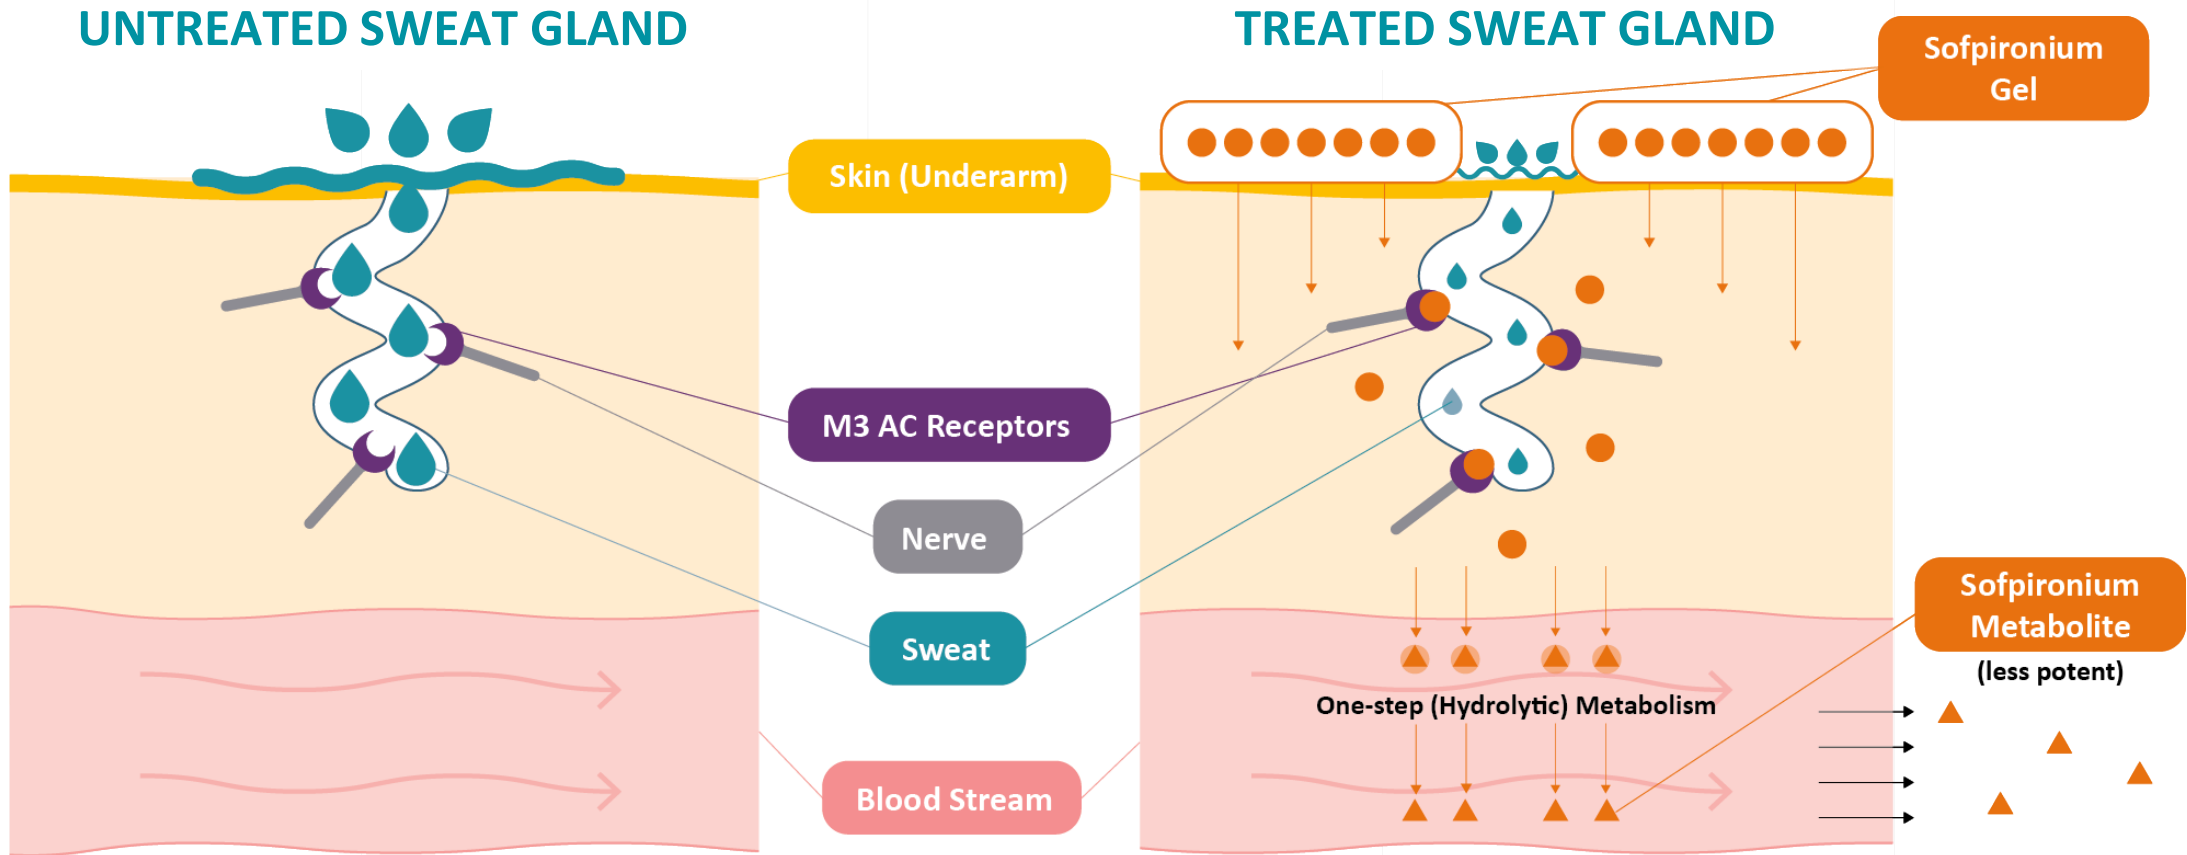 UNTREATED SWEAT GLAND
TREATED SWEAT GLAND
Sofpironium
Gel
Skin (Underarm)
M3 AC Receptors
Nerve
Sweat
Blood Stream
One-step (Hydrolytic) Metabolism
Sofpironium
Metabolite
(less potent)